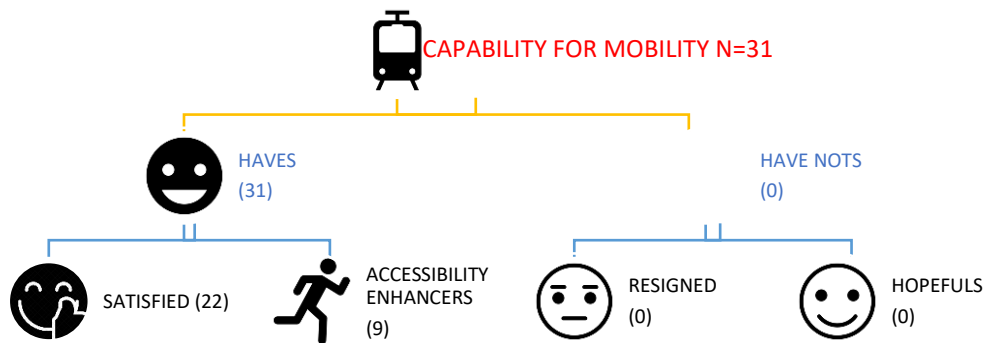 CAPABILITY FOR MOBILITY N=31
HAVES
(31)
HAVE NOTS
(0)
SATISFIED (22)
ACCESSIBILITY
ENHANCERS
(9)
RESIGNED
(0)
HOPEFULS
(0)